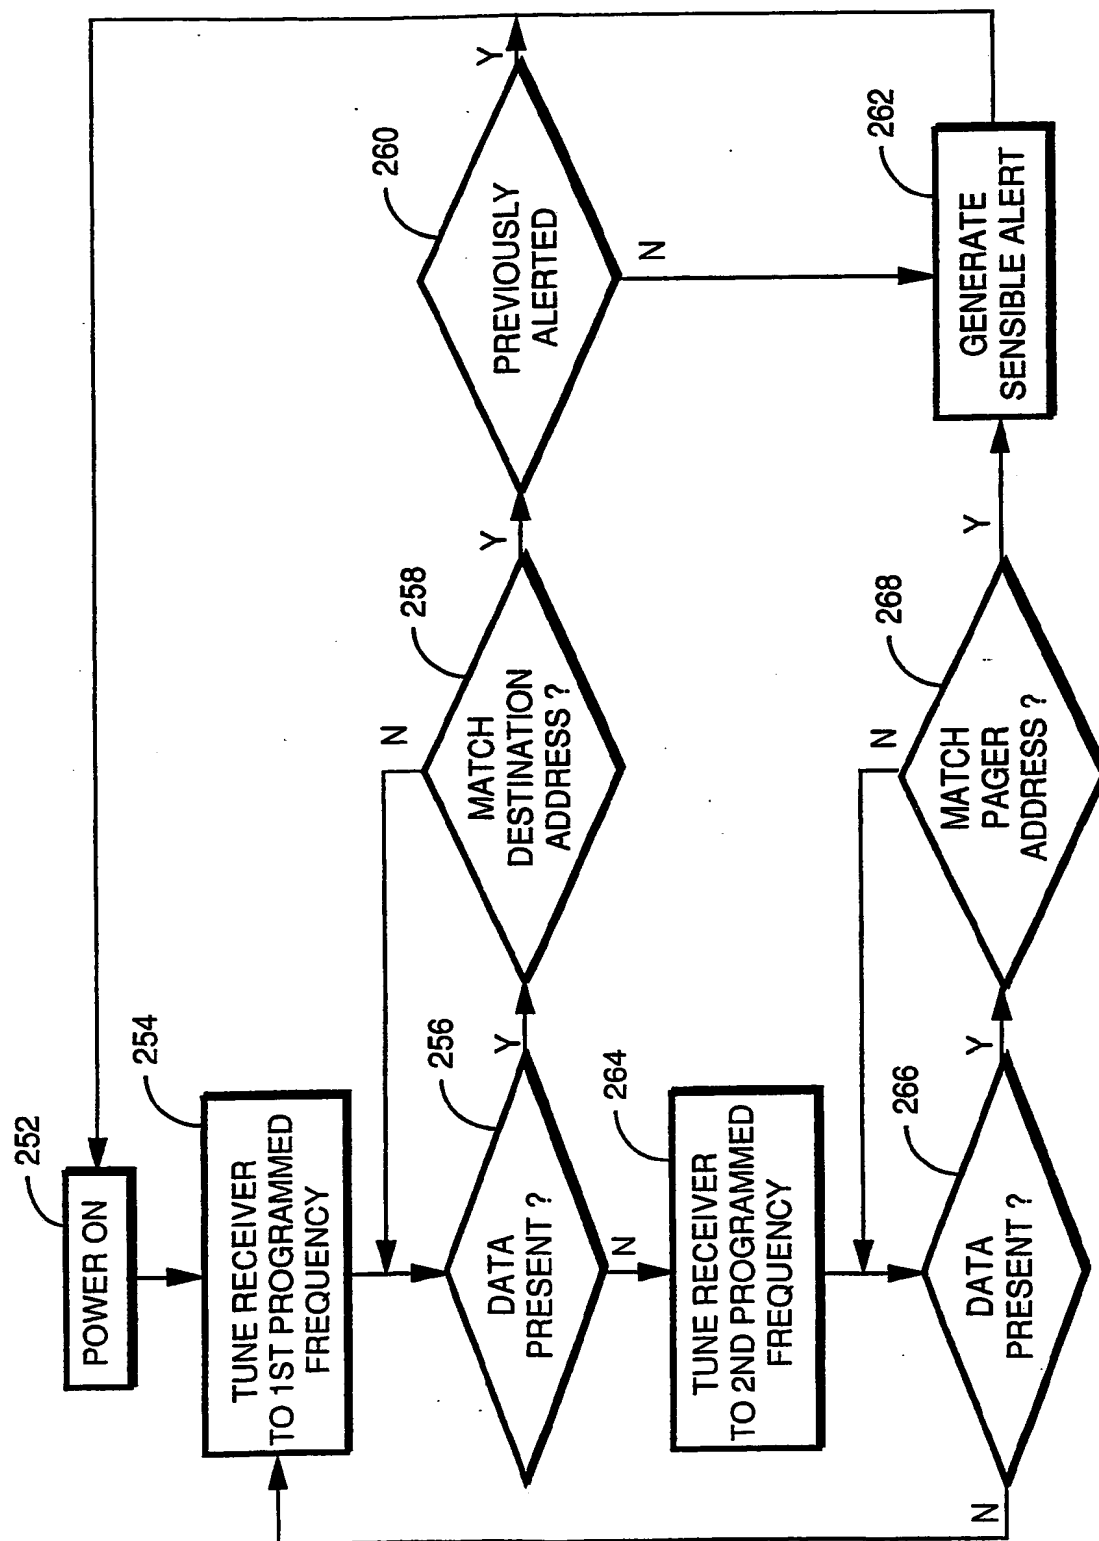 252
POWER ON
254
TUNE RECEIVER
TO 1ST PROGRAMMED
FREQUENCY
256
DATA
PRESENT ?
Y
N
258
MATCH
DESTINATION
ADDRESS ?
N
Y
260
PREVIOUSLY
ALERTED
Y
N
262
GENERATE
SENSIBLE ALERT
264
TUNE RECEIVER
TO 2ND PROGRAMMED
FREQUENCY
266
DATA
PRESENT ?
Y
N
268
MATCH
PAGER
ADDRESS ?
N
Y